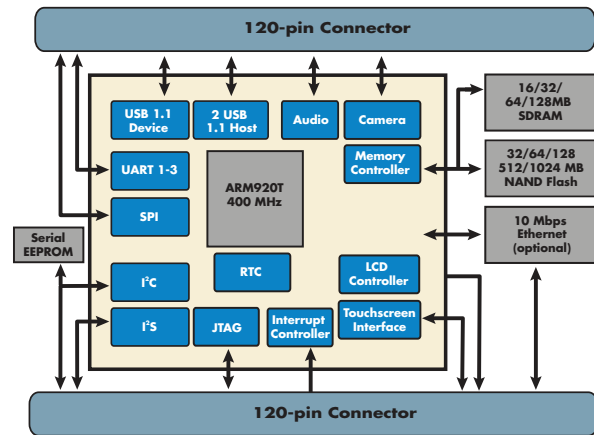 120-pin Connector
USB 1.1
Device
2 USB
1.1 Host
Audio
Camera
16/32/
64/128MB
SDRAM
UART 1-3
ARM920T
400 MHz
Memory
Controller
32/64/128
512/1024 MB
NAND Flash
SPI
10 Mbps
Ethernet
(optional)
Serial
EEPROM
I²C
RTC
LCD
Controller
I²S
JTAG
Interrupt
Controller
Touchscreen
Interface
120-pin Connector